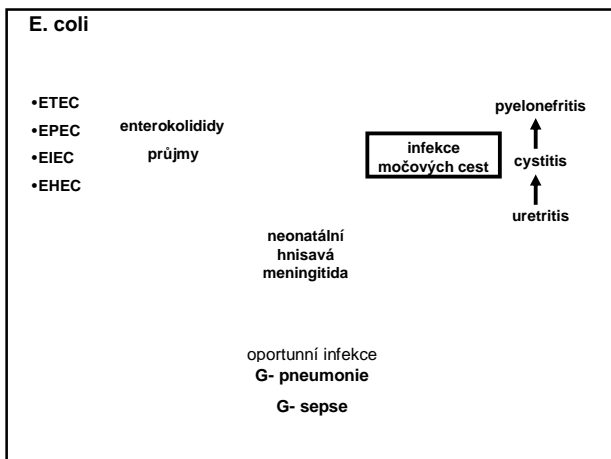 E. coli
•ETEC
•EPEC
•EIEC
•EHEC
enterokolididy
průjmy
infekce
močových cest
pyelonefritis
cystitis
uretritis
neonatální
hnisavá
meningitida
oportunní infekce
G- pneumonie
G- sepse